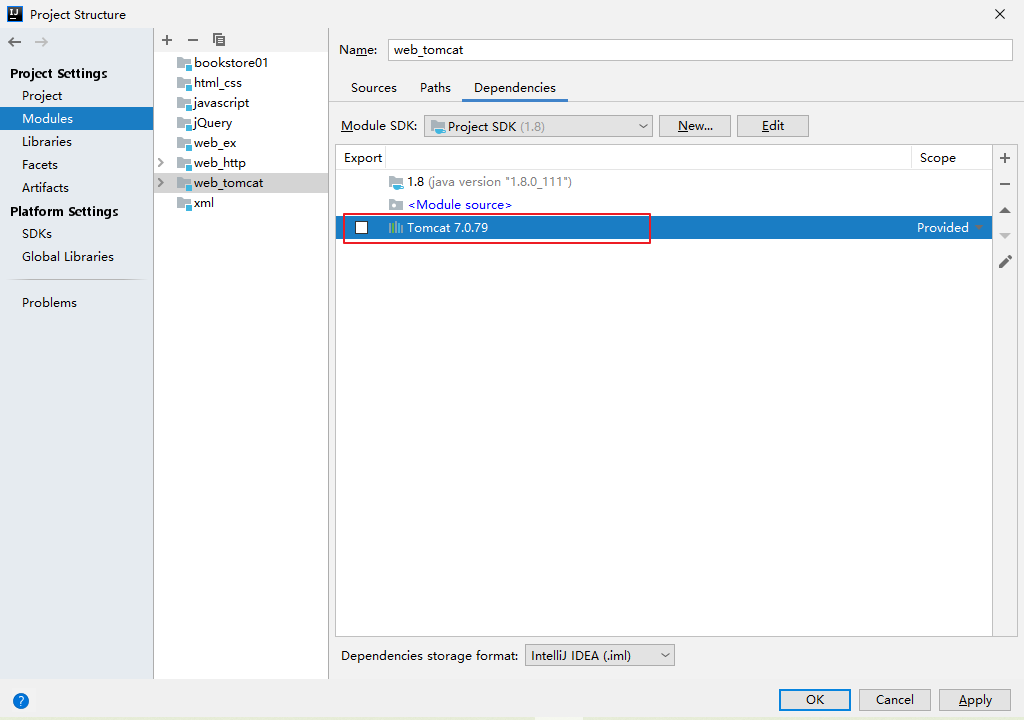 Project Structure
Project Settings
Project
Modules
Libraries
Facets
Artifacts
Platform Settings
SDKs
Global Libraries
Problems
bookstore01
html_css
javascript
jQuery
web_ex
web_http
web_tomcat
xml
Name: web_tomcat
Sources Paths Dependencies
Module SDK: Project SDK (1.8) New... Edit
Export Scope
1.8 (java version "1.8.0_111")
<Module source>
Tomcat 7.0.79 Provided
Dependencies storage format: IntelliJ IDEA (.iml)
? OK Cancel Apply